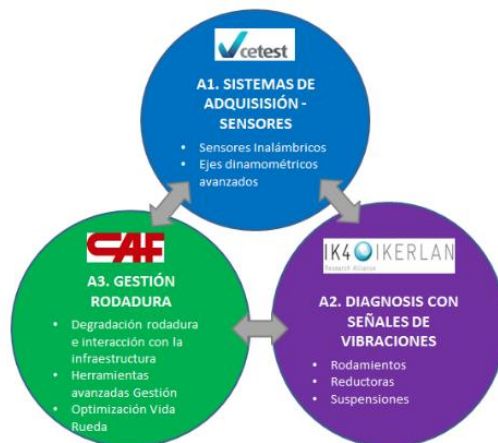 cetest
A1. SISTEMAS DE
ADQUISISIÓN -
SENSORES
• Sensores Inalámbricos
• Ejes dinamométricos
avanzados
CAF
A3. GESTIÓN
RODADURA
• Degradación rodadura
e interacción con la
infraestructura
• Herramientas
avanzadas Gestión
• Optimización Vida
Rueda
IK4 IKERLAN
Research Alliance
A2. DIAGNOSIS CON
SEÑALES DE
VIBRACIONES
• Rodamientos
• Reductoras
• Suspensiones